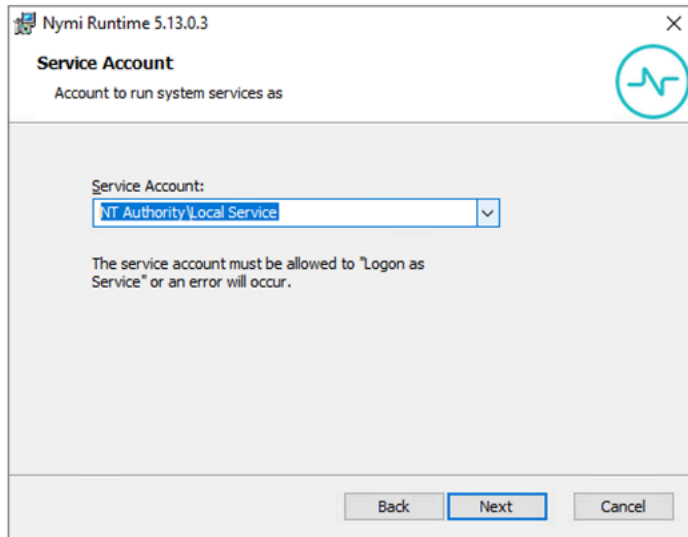 Nymi Runtime 5.13.0.3
Service Account
Account to run system services as
Service Account:
NT Authority\Local Service
The service account must be allowed to "Logon as
Service" or an error will occur.
Back
Next
Cancel